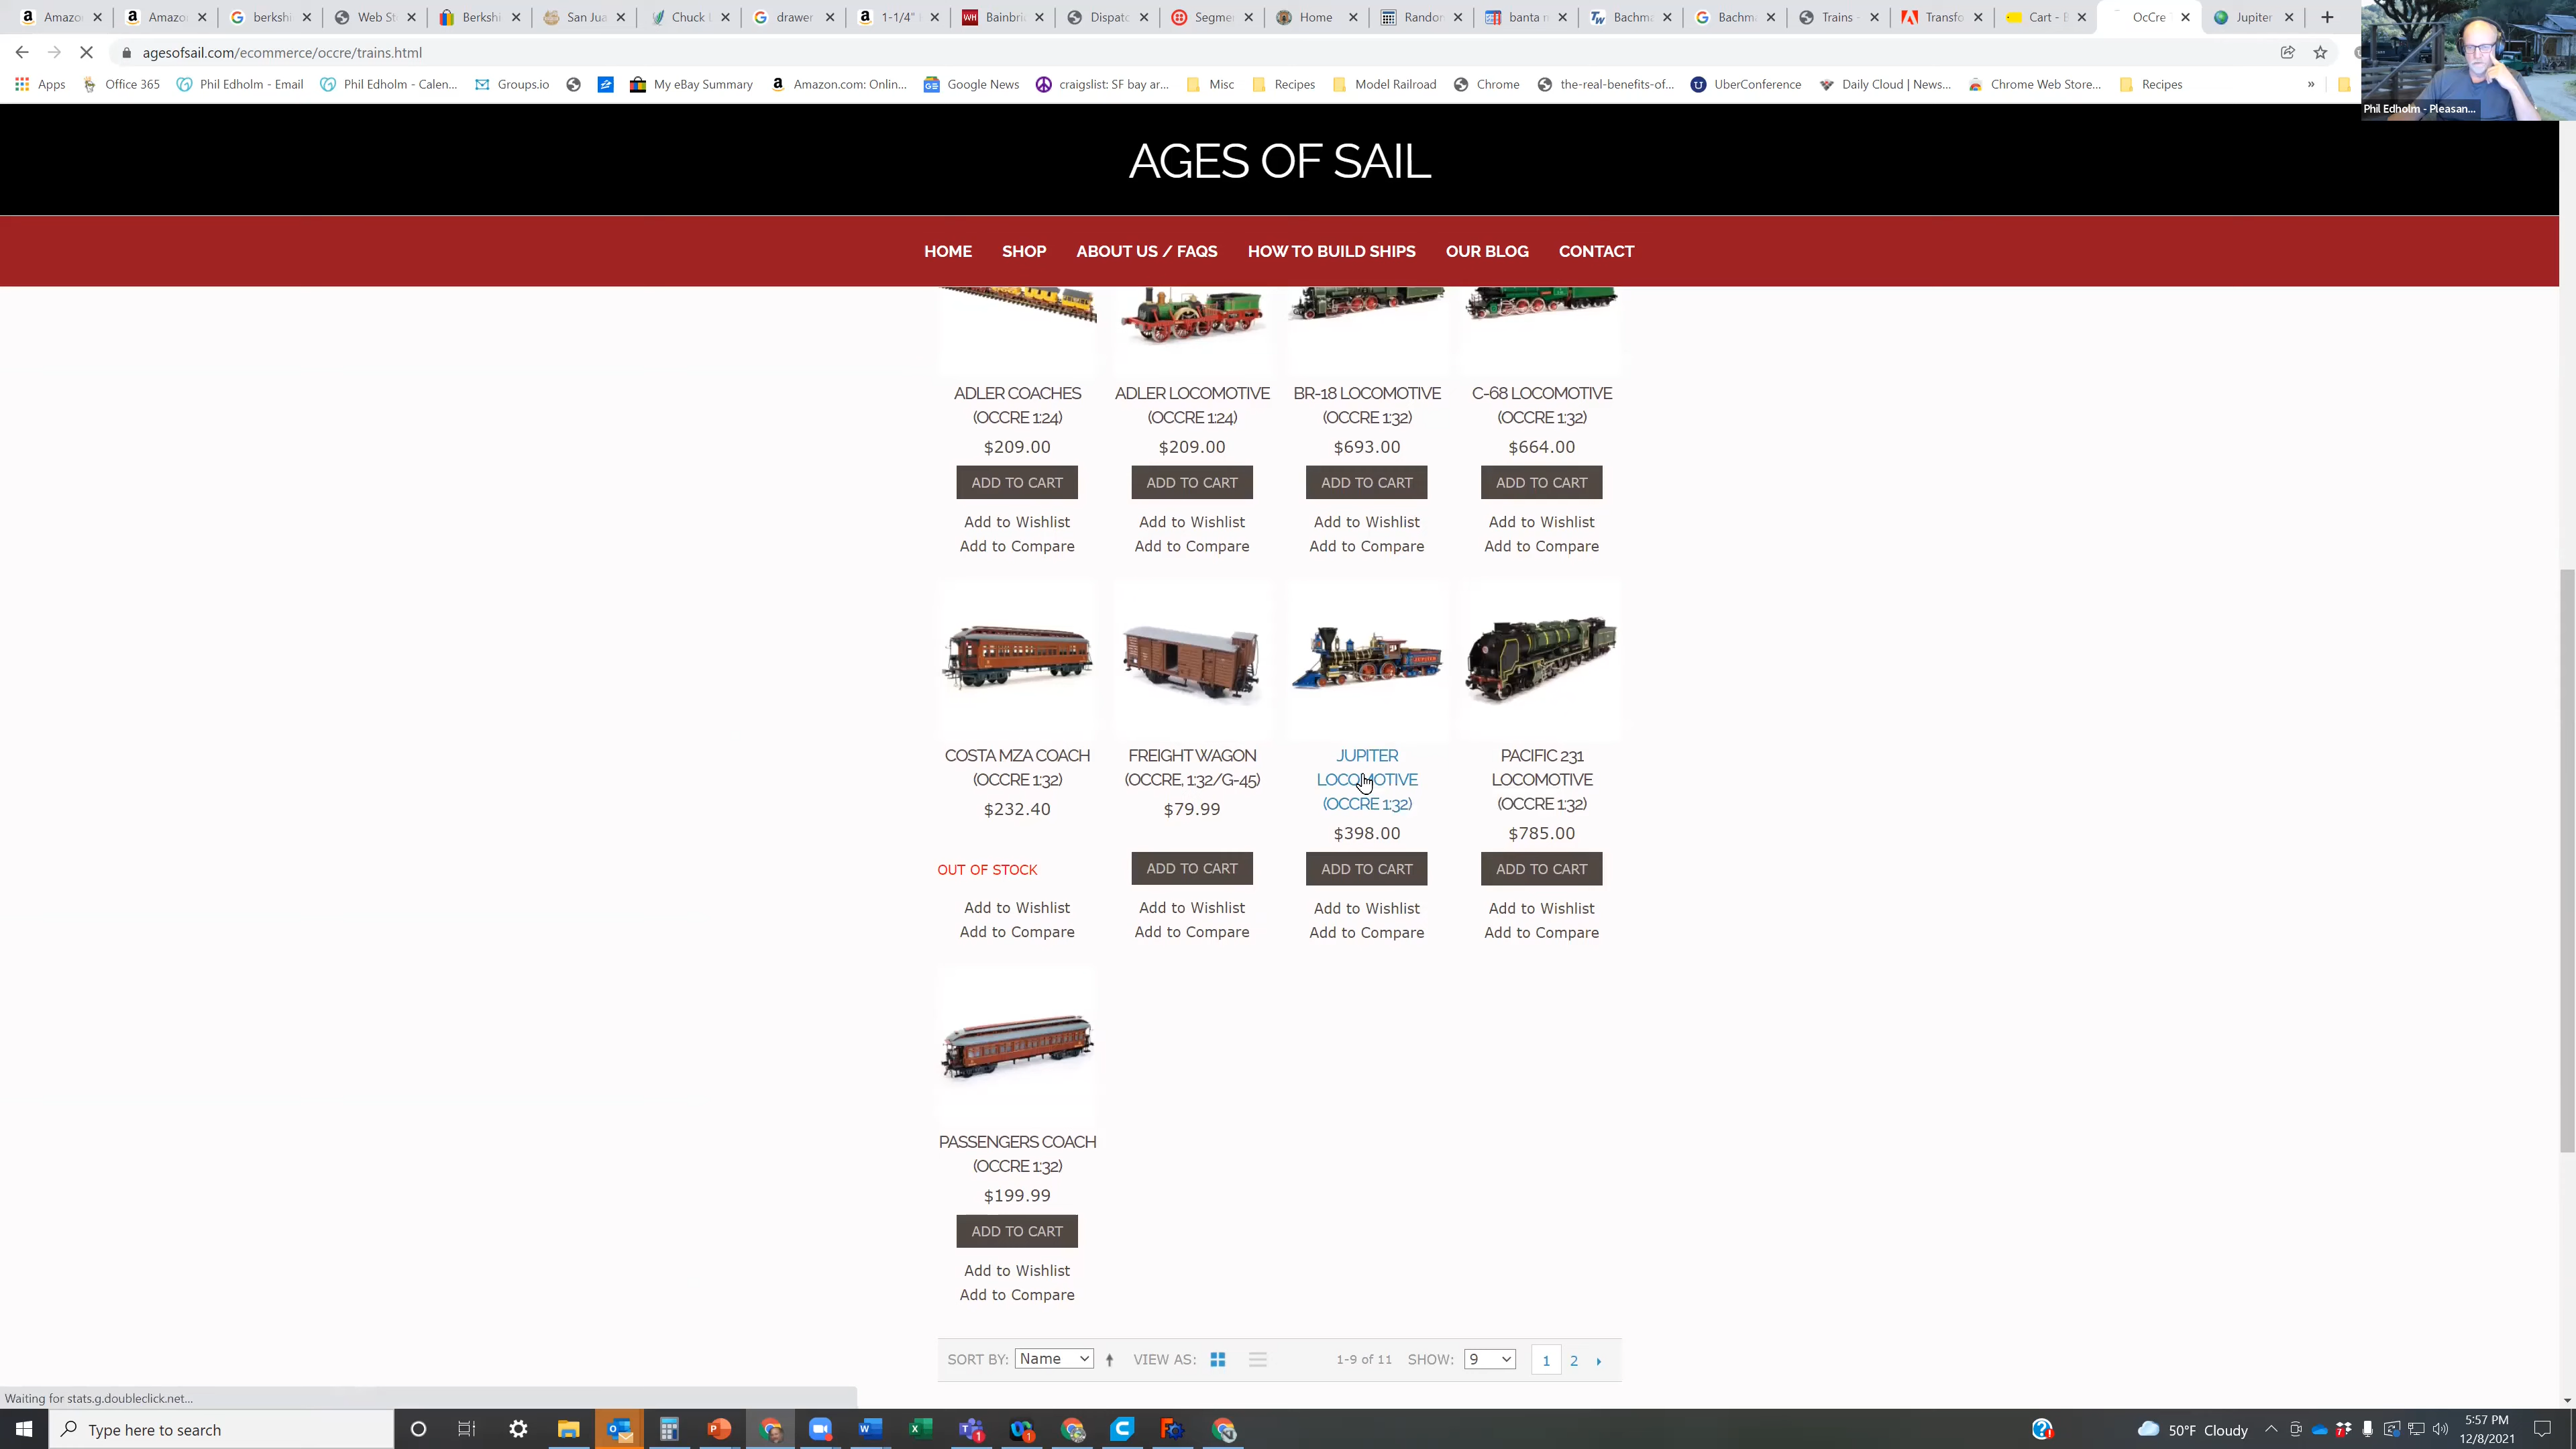 Amazo
Amazo
berkshi
Web St
Berkshi
San Jua
Chuck L
drawer
1-1/4"
Bainbri
Dispatc
Segme
Home
Randor
banta n
Bachma
Bachma
Trains -
Transfo
Cart - B
OcCre
Jupiter
agesofsail.com/ecommerce/occre/trains.html
Apps
Office 365
Phil Edholm - Email
Phil Edholm - Calen...
Groups.io
My eBay Summary
Amazon.com: Onlin...
Google News
craigslist: SF bay ar...
Misc
Recipes
Model Railroad
Chrome
the-real-benefits-of...
UberConference
Daily Cloud | News...
Chrome Web Store...
Recipes
»
Phil Edholm - Pleasan...
AGES OF SAIL
HOME SHOP ABOUT US / FAQS HOW TO BUILD SHIPS OUR BLOG CONTACT
ADLER COACHES
(OCCRE 1:24)
$209.00
ADD TO CART
Add to Wishlist
Add to Compare
ADLER LOCOMOTIVE
(OCCRE 1:24)
$209.00
ADD TO CART
Add to Wishlist
Add to Compare
BR-18 LOCOMOTIVE
(OCCRE 1:32)
$693.00
ADD TO CART
Add to Wishlist
Add to Compare
C-68 LOCOMOTIVE
(OCCRE 1:32)
$664.00
ADD TO CART
Add to Wishlist
Add to Compare
COSTA MZA COACH
(OCCRE 1:32)
$232.40
OUT OF STOCK
Add to Wishlist
Add to Compare
FREIGHT WAGON
(OCCRE, 1:32/G-45)
$79.99
ADD TO CART
Add to Wishlist
Add to Compare
JUPITER
LOCOMOTIVE
(OCCRE 1:32)
$398.00
ADD TO CART
Add to Wishlist
Add to Compare
PACIFIC 231
LOCOMOTIVE
(OCCRE 1:32)
$785.00
ADD TO CART
Add to Wishlist
Add to Compare
PASSENGERS COACH
(OCCRE 1:32)
$199.99
ADD TO CART
Add to Wishlist
Add to Compare
SORT BY: Name VIEW AS: 1-9 of 11 SHOW: 9 1 2
Waiting for stats.g.doubleclick.net...
Type here to search
50°F Cloudy
5:57 PM
12/8/2021